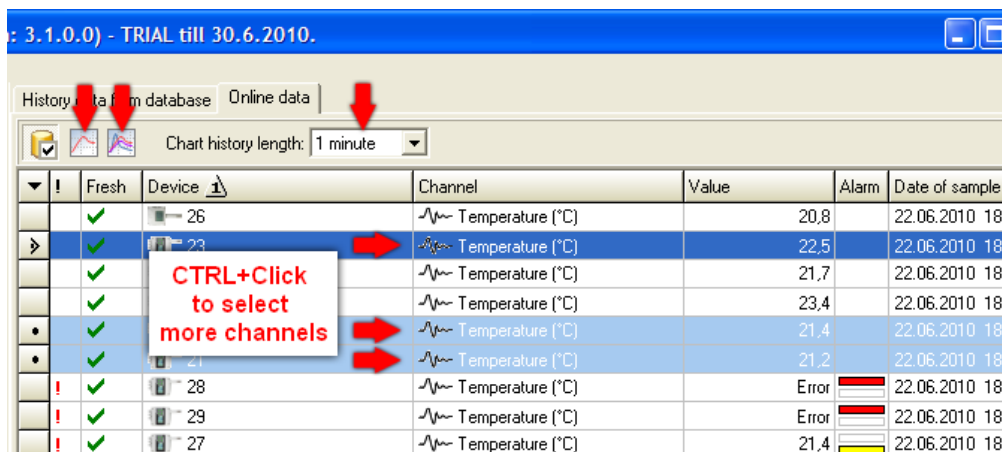 : 3.1.0.0) - TRIAL till 30.6.2010.
History data from database Online data
Chart history length: 1 minute
! Fresh Device 1 Channel Value Alarm Date of sample
26 Temperature (°C) 20,8 22.06.2010 18
23 Temperature (°C) 22,5 22.06.2010 18
Temperature (°C) 21,7 22.06.2010 18
Temperature (°C) 23,4 22.06.2010 18
Temperature (°C) 21,4 22.06.2010 18
21 Temperature (°C) 21,2 22.06.2010 18
CTRL+Click
to select
more channels
! 28 Temperature (°C) Error 22.06.2010 18
! 29 Temperature (°C) Error 22.06.2010 18
! 27 Temperature (°C) 21,4 22.06.2010 18